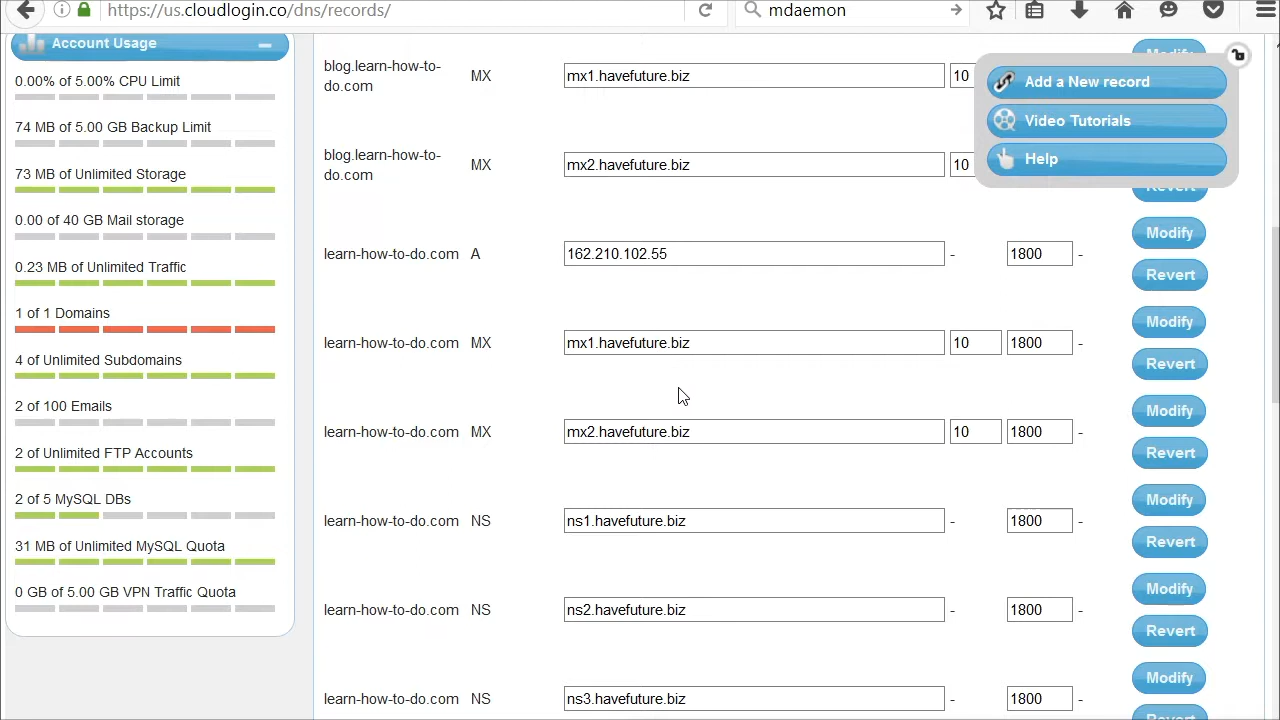 https://us.cloudlogin.co/dns/records/
mdaemon
Account Usage
0.00% of 5.00% CPU Limit
74 MB of 5.00 GB Backup Limit
73 MB of Unlimited Storage
0.00 of 40 GB Mail storage
0.23 MB of Unlimited Traffic
1 of 1 Domains
4 of Unlimited Subdomains
2 of 100 Emails
2 of Unlimited FTP Accounts
2 of 5 MySQL DBs
31 MB of Unlimited MySQL Quota
0 GB of 5.00 GB VPN Traffic Quota
blog.learn-how-to-
do.com MX mx1.havefuture.biz 10
Modify
Add a New record
Video Tutorials
Help
blog.learn-how-to-
do.com MX mx2.havefuture.biz 10
Revert
learn-how-to-do.com A 162.210.102.55 - 1800 -
Modify
Revert
learn-how-to-do.com MX mx1.havefuture.biz 10 1800 -
Modify
Revert
learn-how-to-do.com MX mx2.havefuture.biz 10 1800 -
Modify
Revert
learn-how-to-do.com NS ns1.havefuture.biz - 1800 -
Modify
Revert
learn-how-to-do.com NS ns2.havefuture.biz - 1800 -
Modify
Revert
learn-how-to-do.com NS ns3.havefuture.biz - 1800 -
Modify
Revert